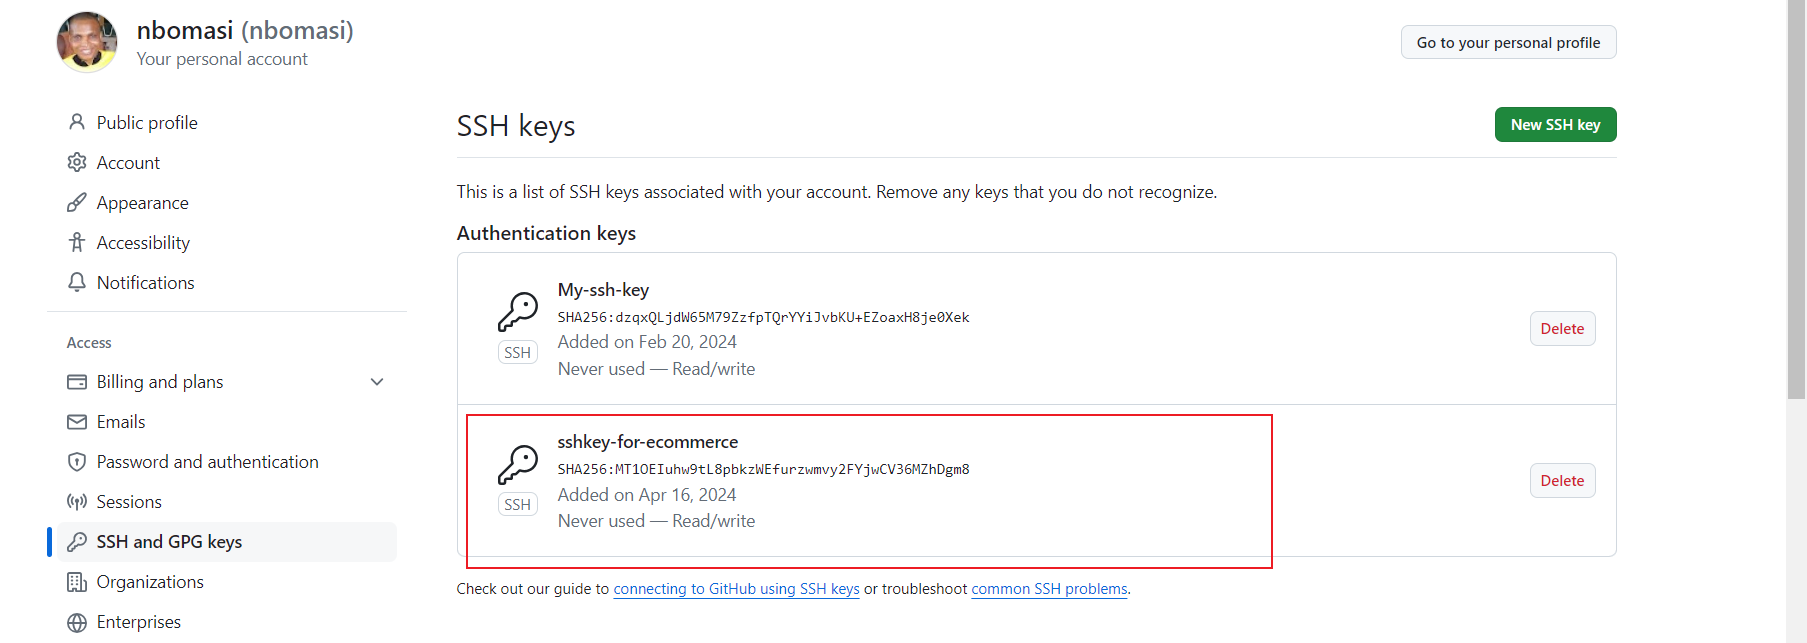 nbomasi (nbomasi)
Your personal account
Go to your personal profile
Public profile
Account
Appearance
Accessibility
Notifications
Access
Billing and plans
Emails
Password and authentication
Sessions
SSH and GPG keys
Organizations
Enterprises
SSH keys
New SSH key
This is a list of SSH keys associated with your account. Remove any keys that you do not recognize.
Authentication keys
My-ssh-key
SHA256:dzqxQLjdW65M79ZzfpTQrYYiJvbKU+EZoaxH8je0Xek
Added on Feb 20, 2024
Never used — Read/write
SSH
Delete
sshkey-for-ecommerce
SHA256:MT1OEIuhw9tL8pbkzWEfurzwmvy2FYjwCV36MZhDgm8
Added on Apr 16, 2024
Never used — Read/write
SSH
Delete
Check out our guide to connecting to GitHub using SSH keys or troubleshoot common SSH problems.